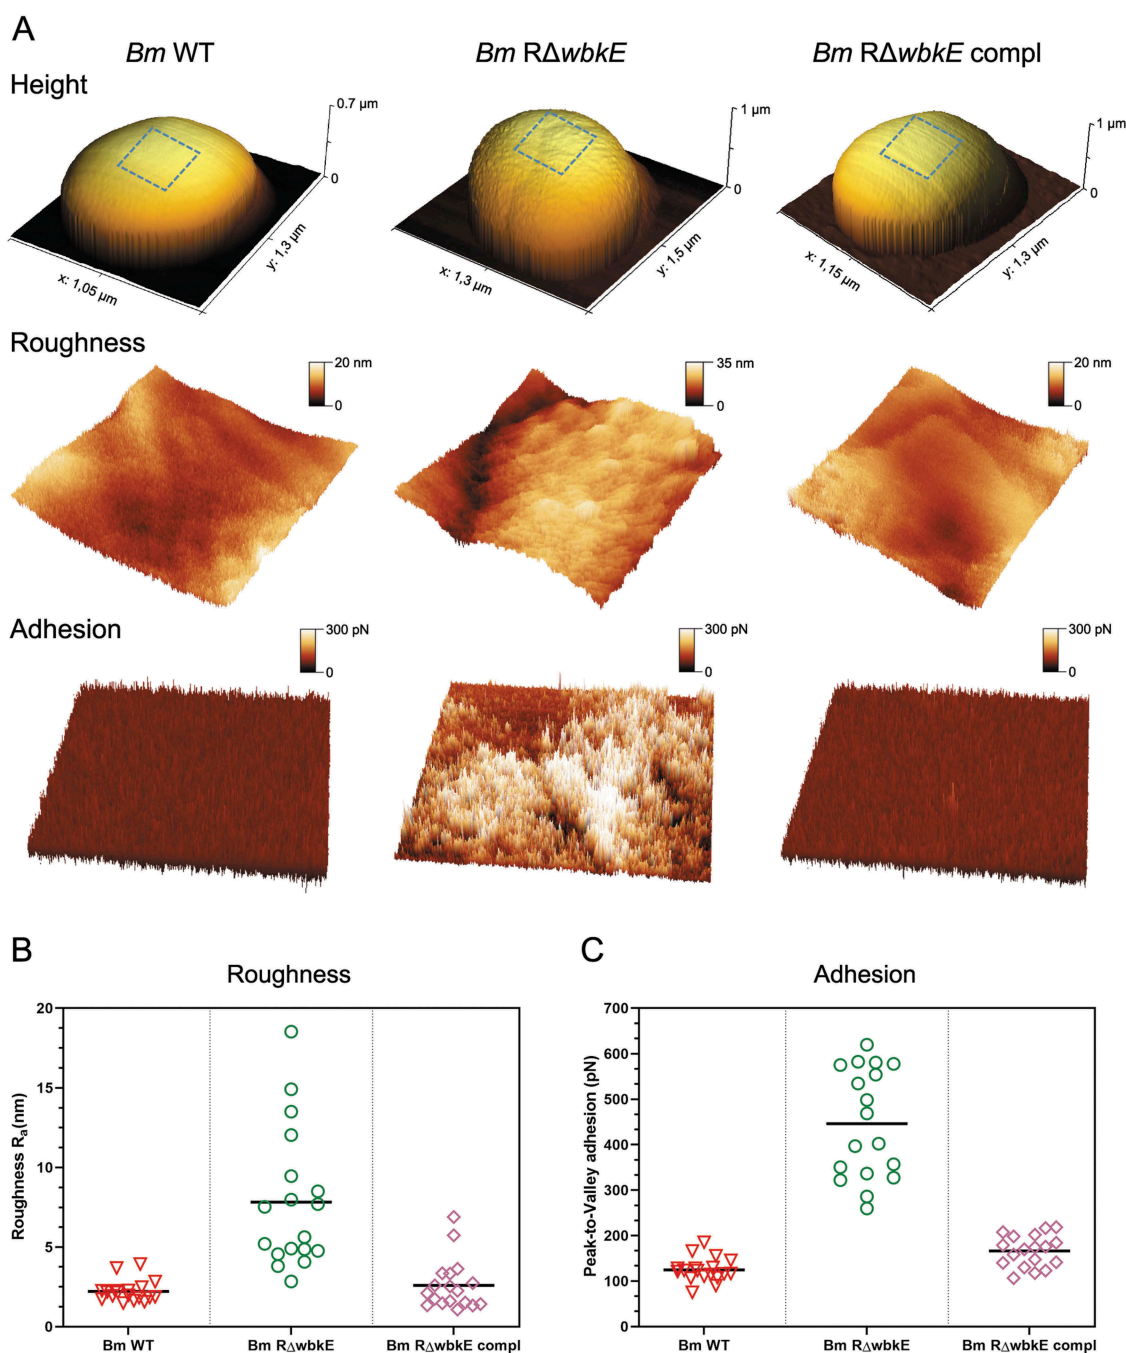 A
Bm WT
Bm RΔwbkE
Bm RΔwbkE compl
Height
0.7 µm
0
x: 1,05 µm
y: 1,3 µm
1 µm
0
x: 1,3 µm
y: 1,5 µm
1 µm
0
x: 1,15 µm
y: 1,3 µm
Roughness
20 nm
0
35 nm
0
20 nm
0
Adhesion
300 pN
0
300 pN
0
300 pN
0
B
Roughness
20
15
10
5
0
Roughness Ra(nm)
Bm WT
Bm RΔwbkE
Bm RΔwbkE compl
C
Adhesion
700
600
500
400
300
200
100
0
Peak-to-Valley adhesion (pN)
Bm WT
Bm RΔwbkE
Bm RΔwbkE compl